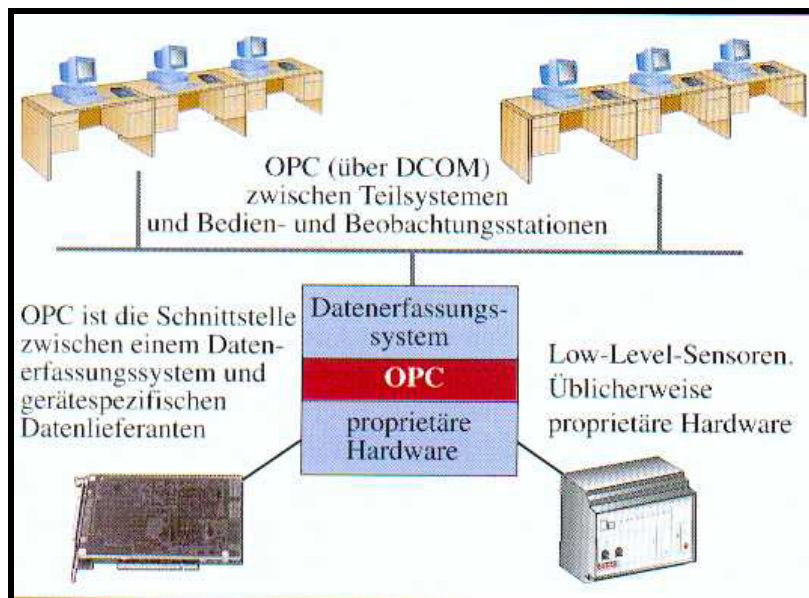 OPC (über DCOM)
zwischen Teilsystemen
und Bedien- und Beobachtungsstationen
OPC ist die Schnittstelle
zwischen einem Daten-
erfassungssystem und
gerätespezifischen
Datenlieferanten
Datenerfassungs-
system
OPC
proprietäre
Hardware
Low-Level-Sensoren.
Üblicherweise
proprietäre Hardware